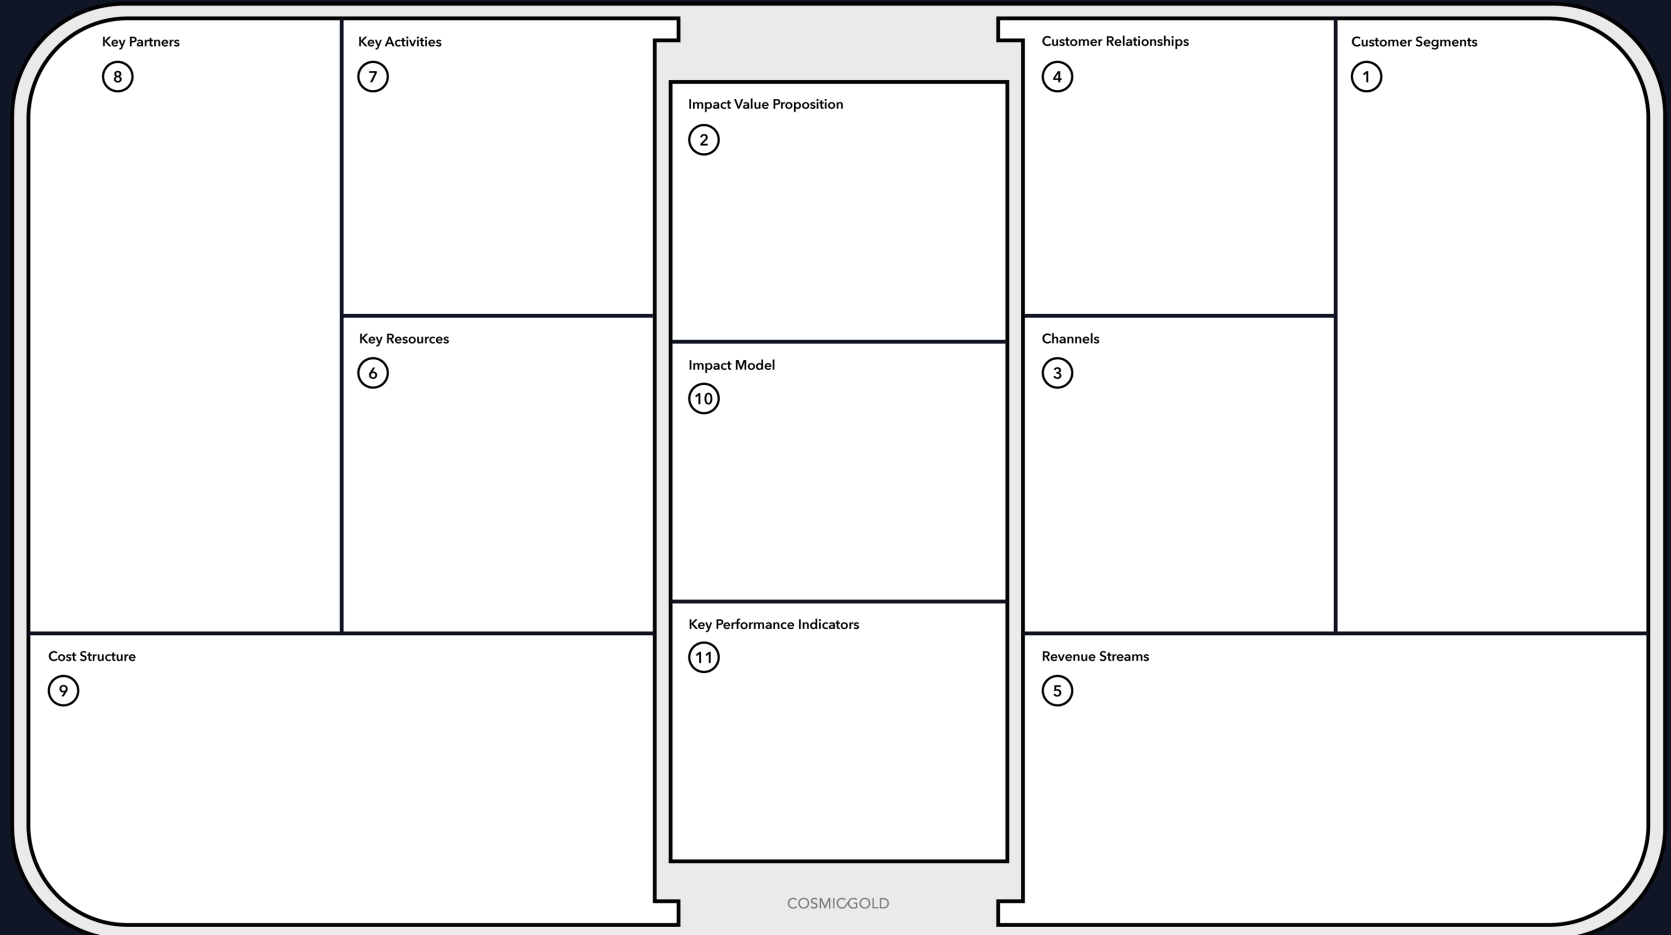 Key Partners
8
Key Activities
7
Key Resources
6
Cost Structure
9
Impact Value Proposition
2
Impact Model
10
Key Performance Indicators
11
Customer Relationships
4
Customer Segments
1
Channels
3
Revenue Streams
5
COSMICGOLD